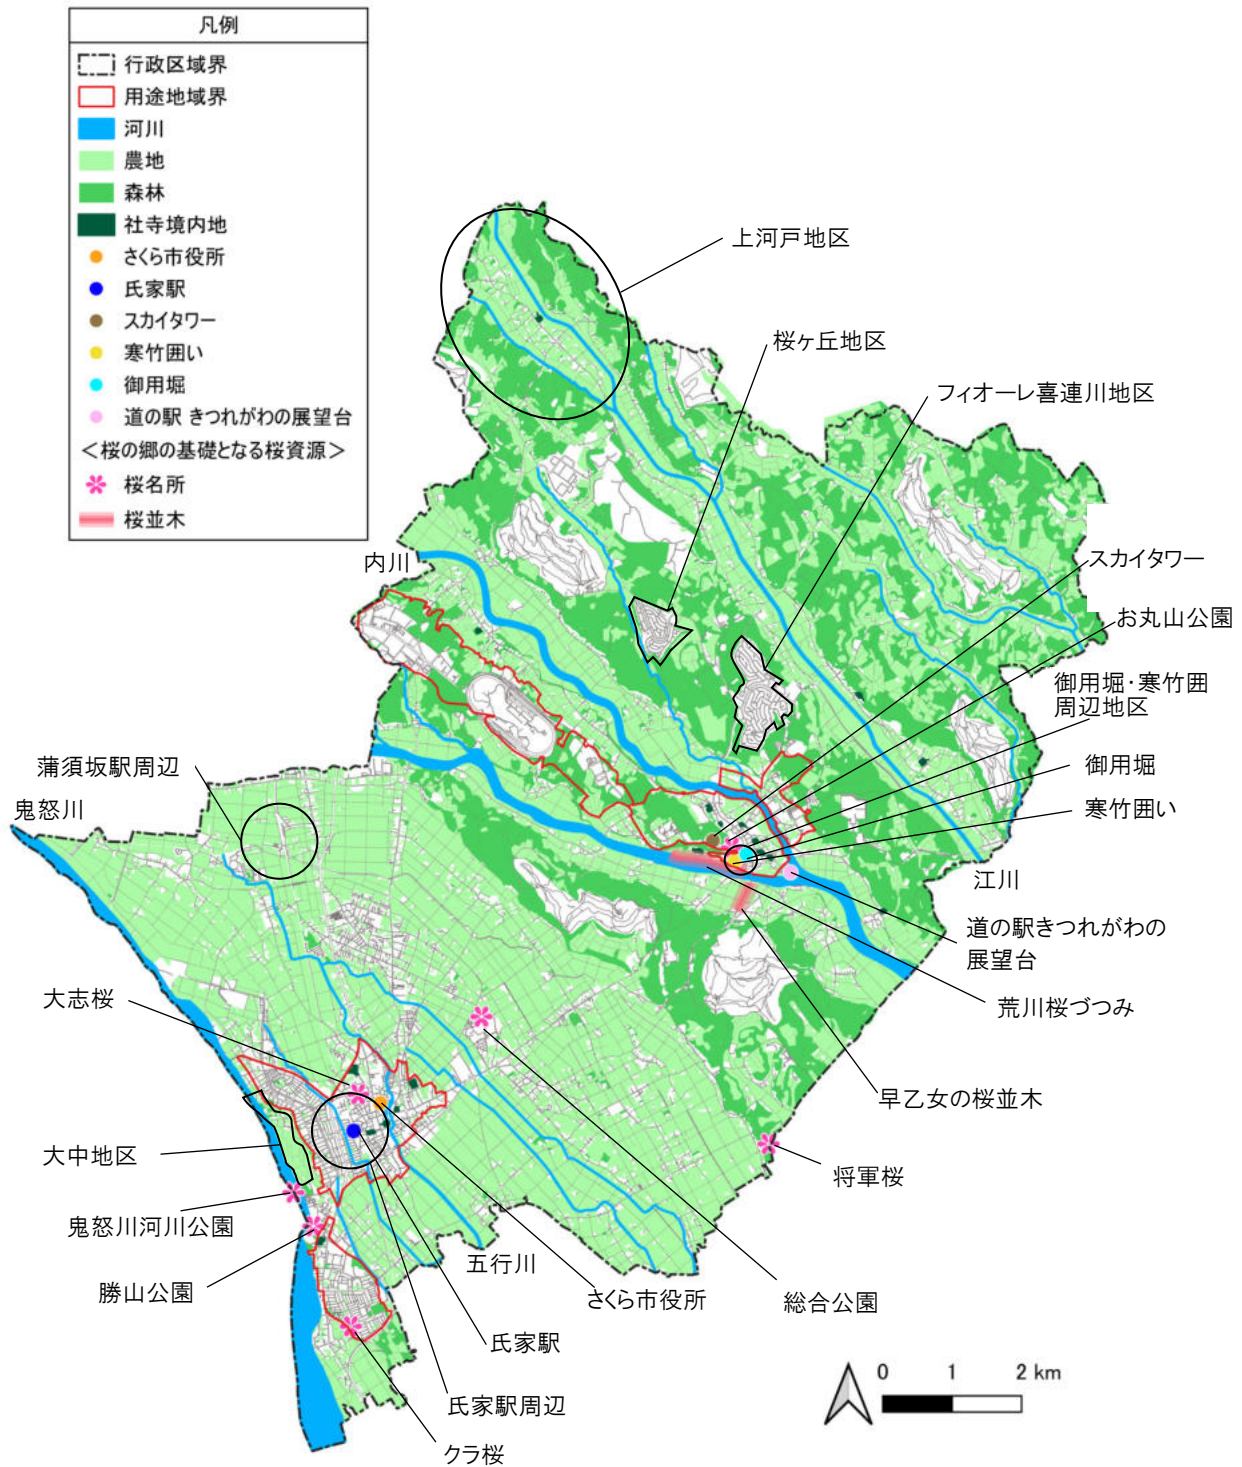 凡例
行政区域界
用途地域界
河川
農地
森林
社寺境内地
さくら市役所
氏家駅
スカイタワー
寒竹囲い
御用堀
道の駅 きつれがわの展望台
＜桜の郷の基礎となる桜資源＞
桜名所
桜並木
上河戸地区
桜ヶ丘地区
フィオーレ喜連川地区
内川
スカイタワー
お丸山公園
御用堀・寒竹囲
周辺地区
御用堀
寒竹囲い
蒲須坂駅周辺
鬼怒川
江川
道の駅きつれがわの
展望台
荒川桜づつみ
大志桜
早乙女の桜並木
大中地区
将軍桜
鬼怒川河川公園
五行川
勝山公園
さくら市役所
総合公園
氏家駅
氏家駅周辺
クラ桜
0 1 2 km